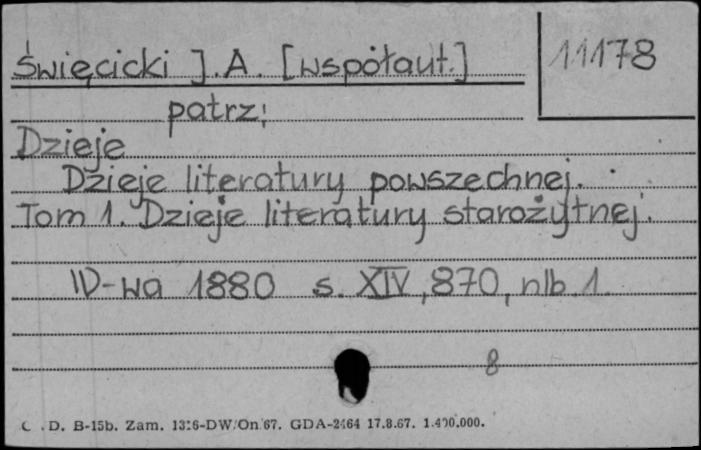 Święcicki J.A. [współaut.]
11178
patrz:
Dzieje
Dzieje literatury powszechnej.
Tom 1. Dzieje literatury starożytnej.
W-wa 1880 s. XIV, 870, nlb. 1.
8
C .D. B-15b. Zam. 1316-DW/On/67. GDA-2464 17.8.67. 1.400.000.